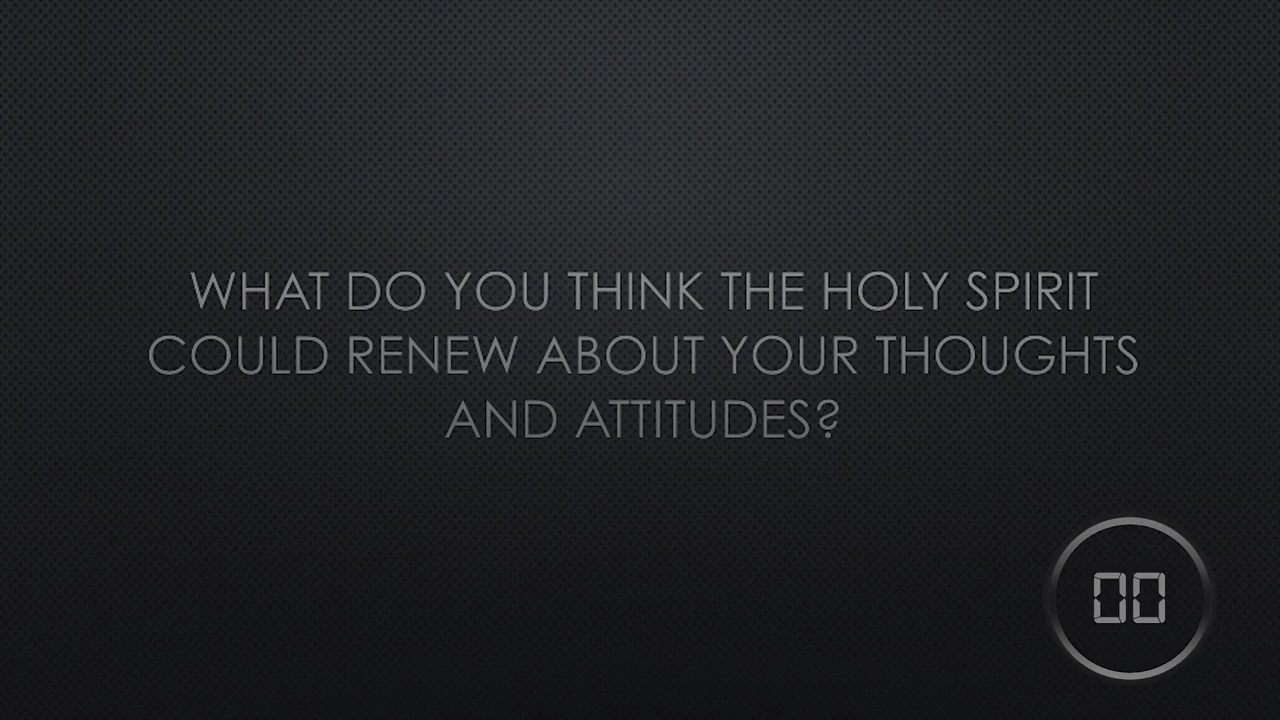 WHAT DO YOU THINK THE HOLY SPIRIT
COULD RENEW ABOUT YOUR THOUGHTS
AND ATTITUDES?
00